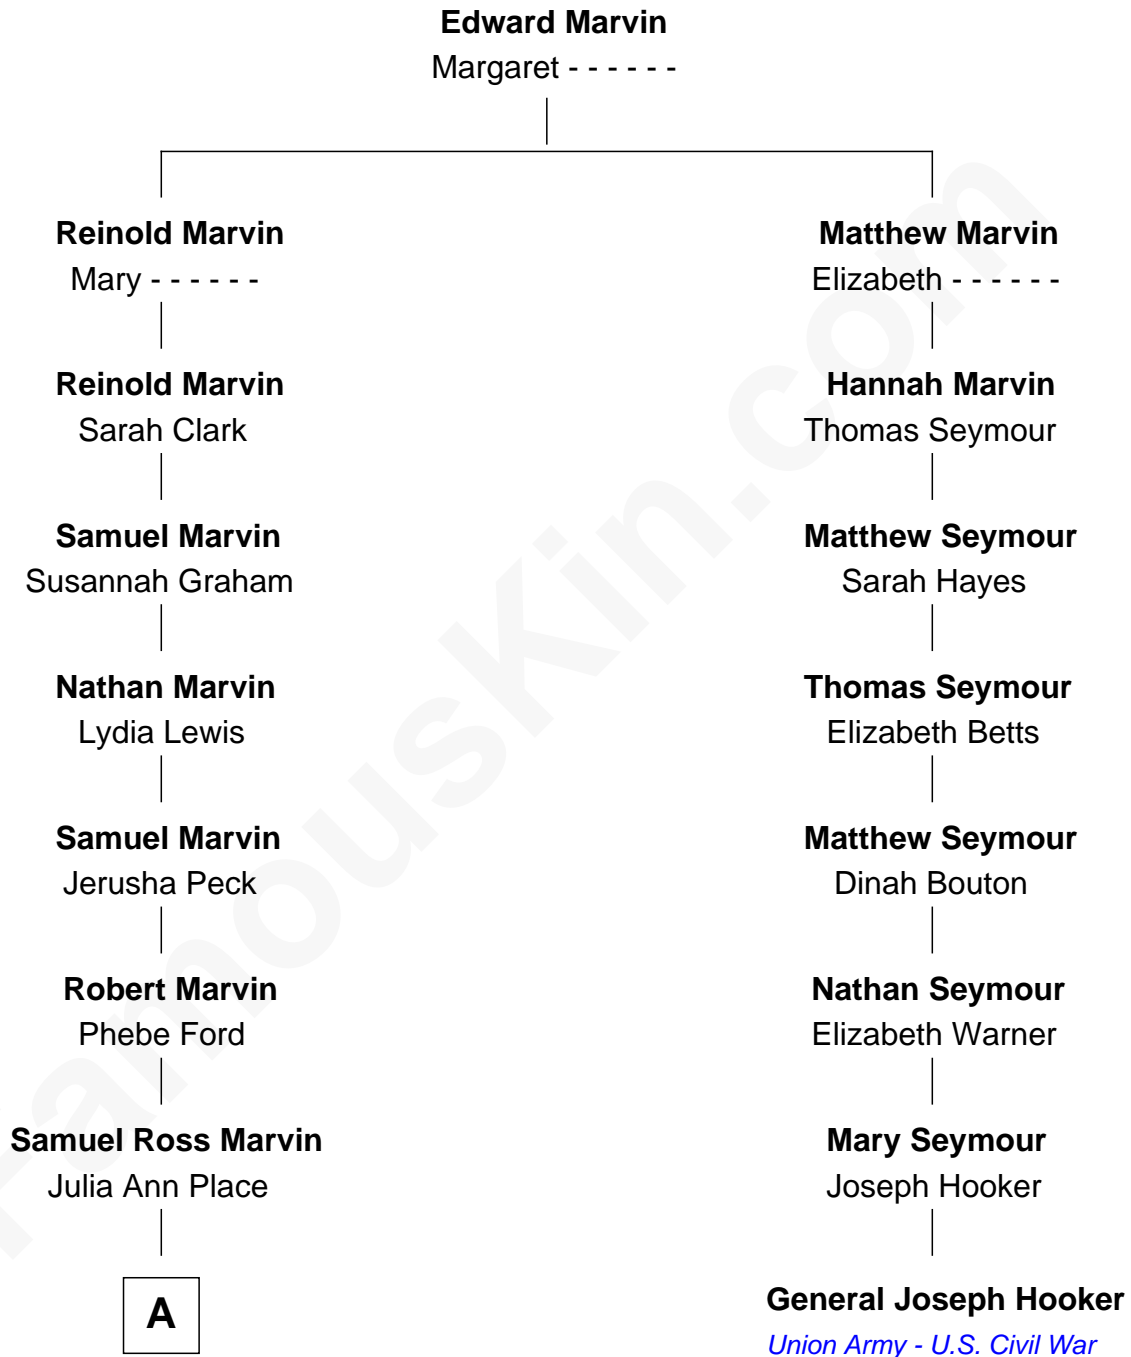 Edward Marvin
Margaret - - - - - -
Reinold Marvin
Mary - - - - - -
Reinold Marvin
Sarah Clark
Samuel Marvin
Susannah Graham
Nathan Marvin
Lydia Lewis
Samuel Marvin
Jerusha Peck
Robert Marvin
Phebe Ford
Samuel Ross Marvin
Julia Ann Place
A
Matthew Marvin
Elizabeth - - - - - -
Hannah Marvin
Thomas Seymour
Matthew Seymour
Sarah Hayes
Thomas Seymour
Elizabeth Betts
Matthew Seymour
Dinah Bouton
Nathan Seymour
Elizabeth Warner
Mary Seymour
Joseph Hooker
General Joseph Hooker
Union Army - U.S. Civil War
FamousKin.com